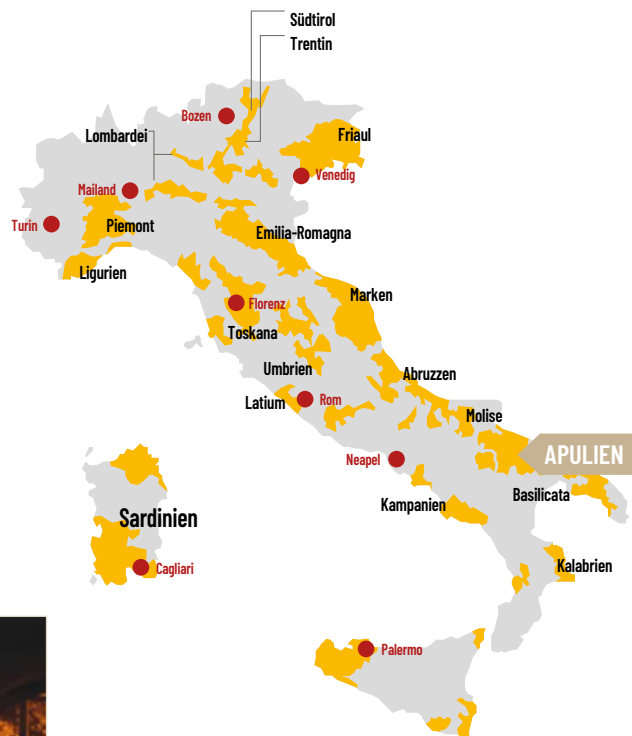 Südtirol
Trentin
Bozen
Lombardei
Friaul
Venedig
Mailand
Turin
Piemont
Emilia-Romagna
Ligurien
Marken
Florenz
Toskana
Umbrien
Abruzzen
Latium
Rom
Molise
Neapel
APULIEN
Basilicata
Kampanien
Sardinien
Kalabrien
Cagliari
Palermo